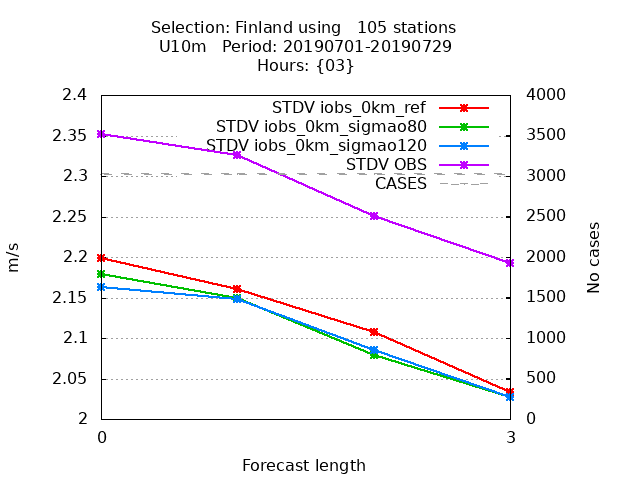 Selection: Finland using   105 stations
U10m   Period: 20190701-20190729
Hours: {03}
2.4
2.35
2.3
2.25
2.2
2.15
2.1
2.05
2
m/s
STDV iobs_0km_ref
STDV iobs_0km_sigmao80
STDV iobs_0km_sigmao120
STDV OBS
CASES
4000
3500
3000
2500
2000
1500
1000
500
0
No cases
0
3
Forecast length